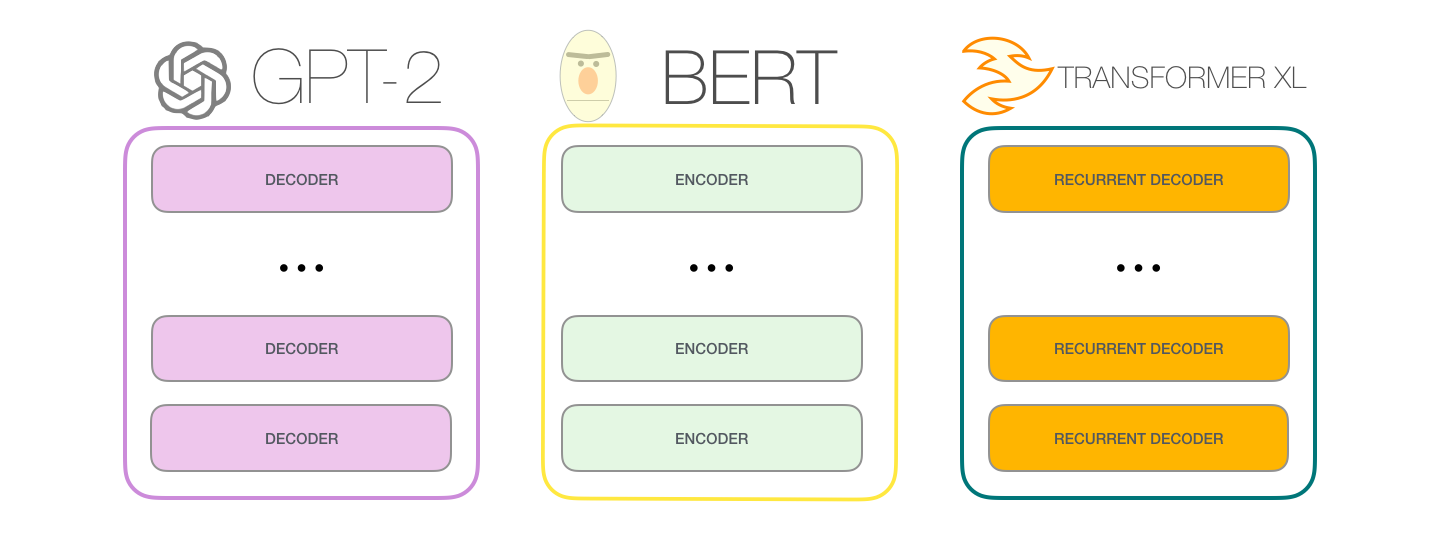 GPT-2
DECODER
DECODER
DECODER
BERT
ENCODER
ENCODER
ENCODER
TRANSFORMER XL
RECURRENT DECODER
RECURRENT DECODER
RECURRENT DECODER